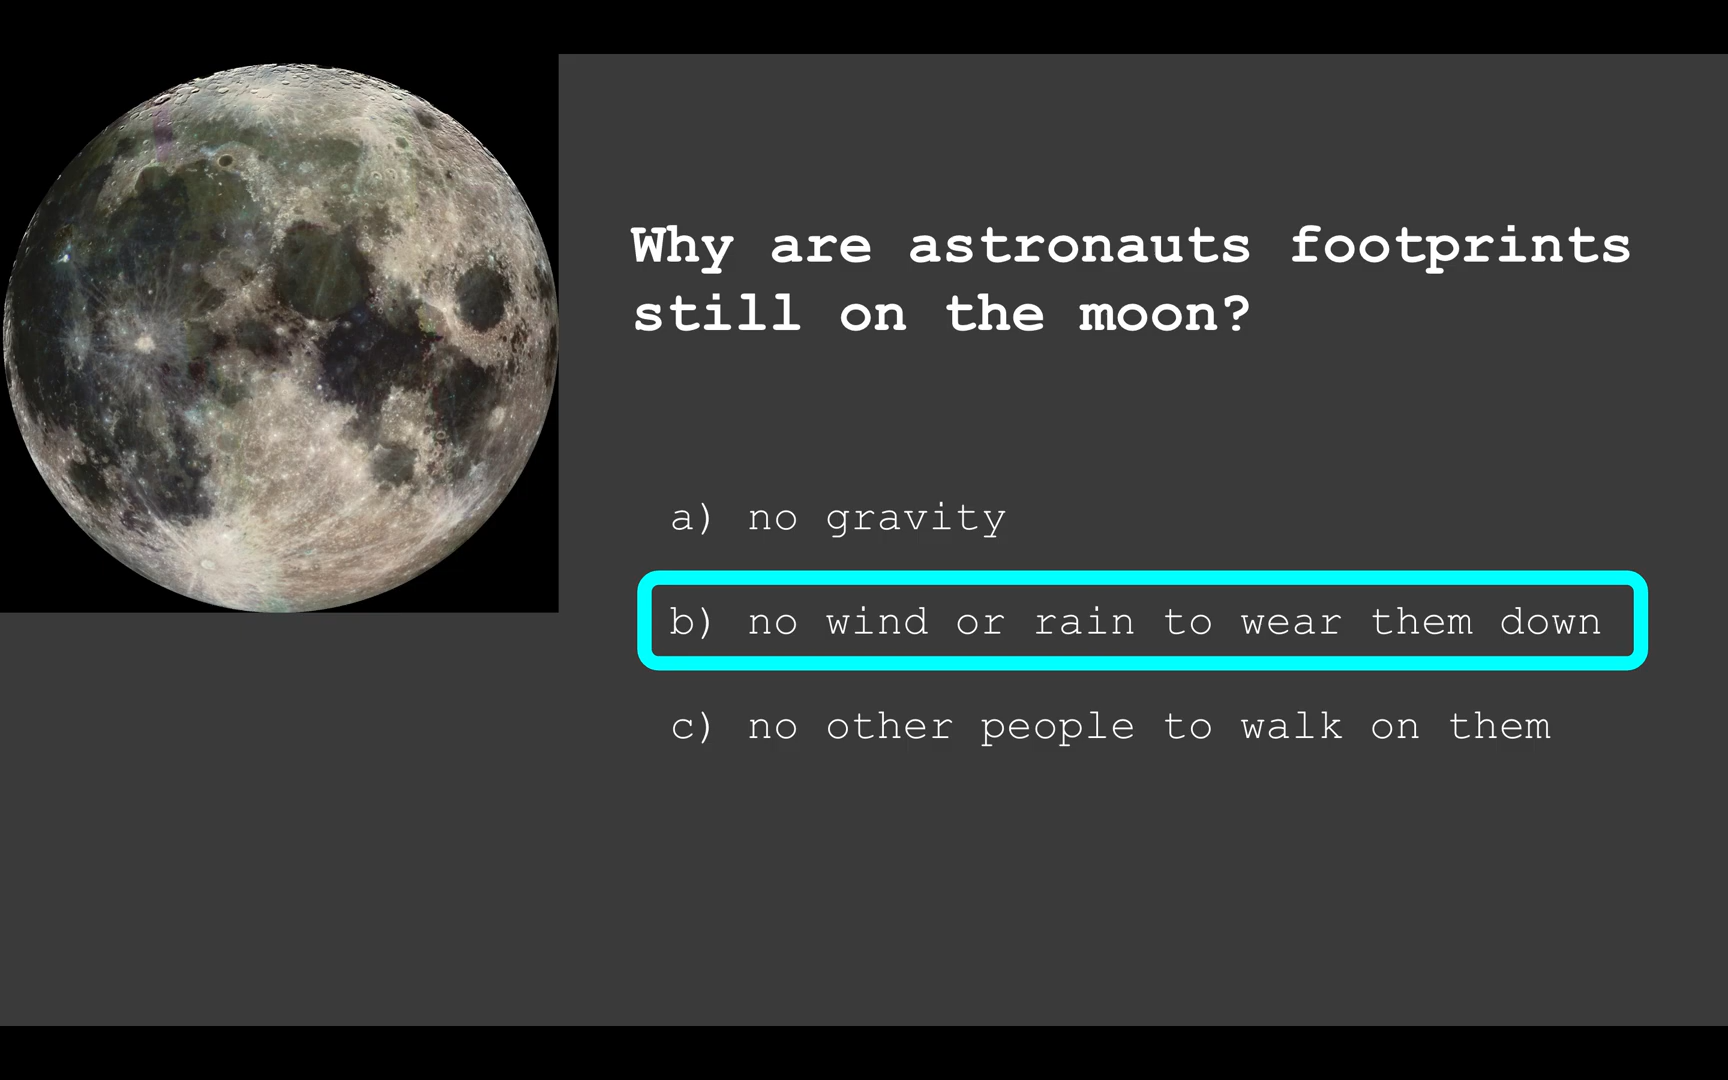 Why are astronauts footprints
still on the moon?
a) no gravity
b) no wind or rain to wear them down
c) no other people to walk on them